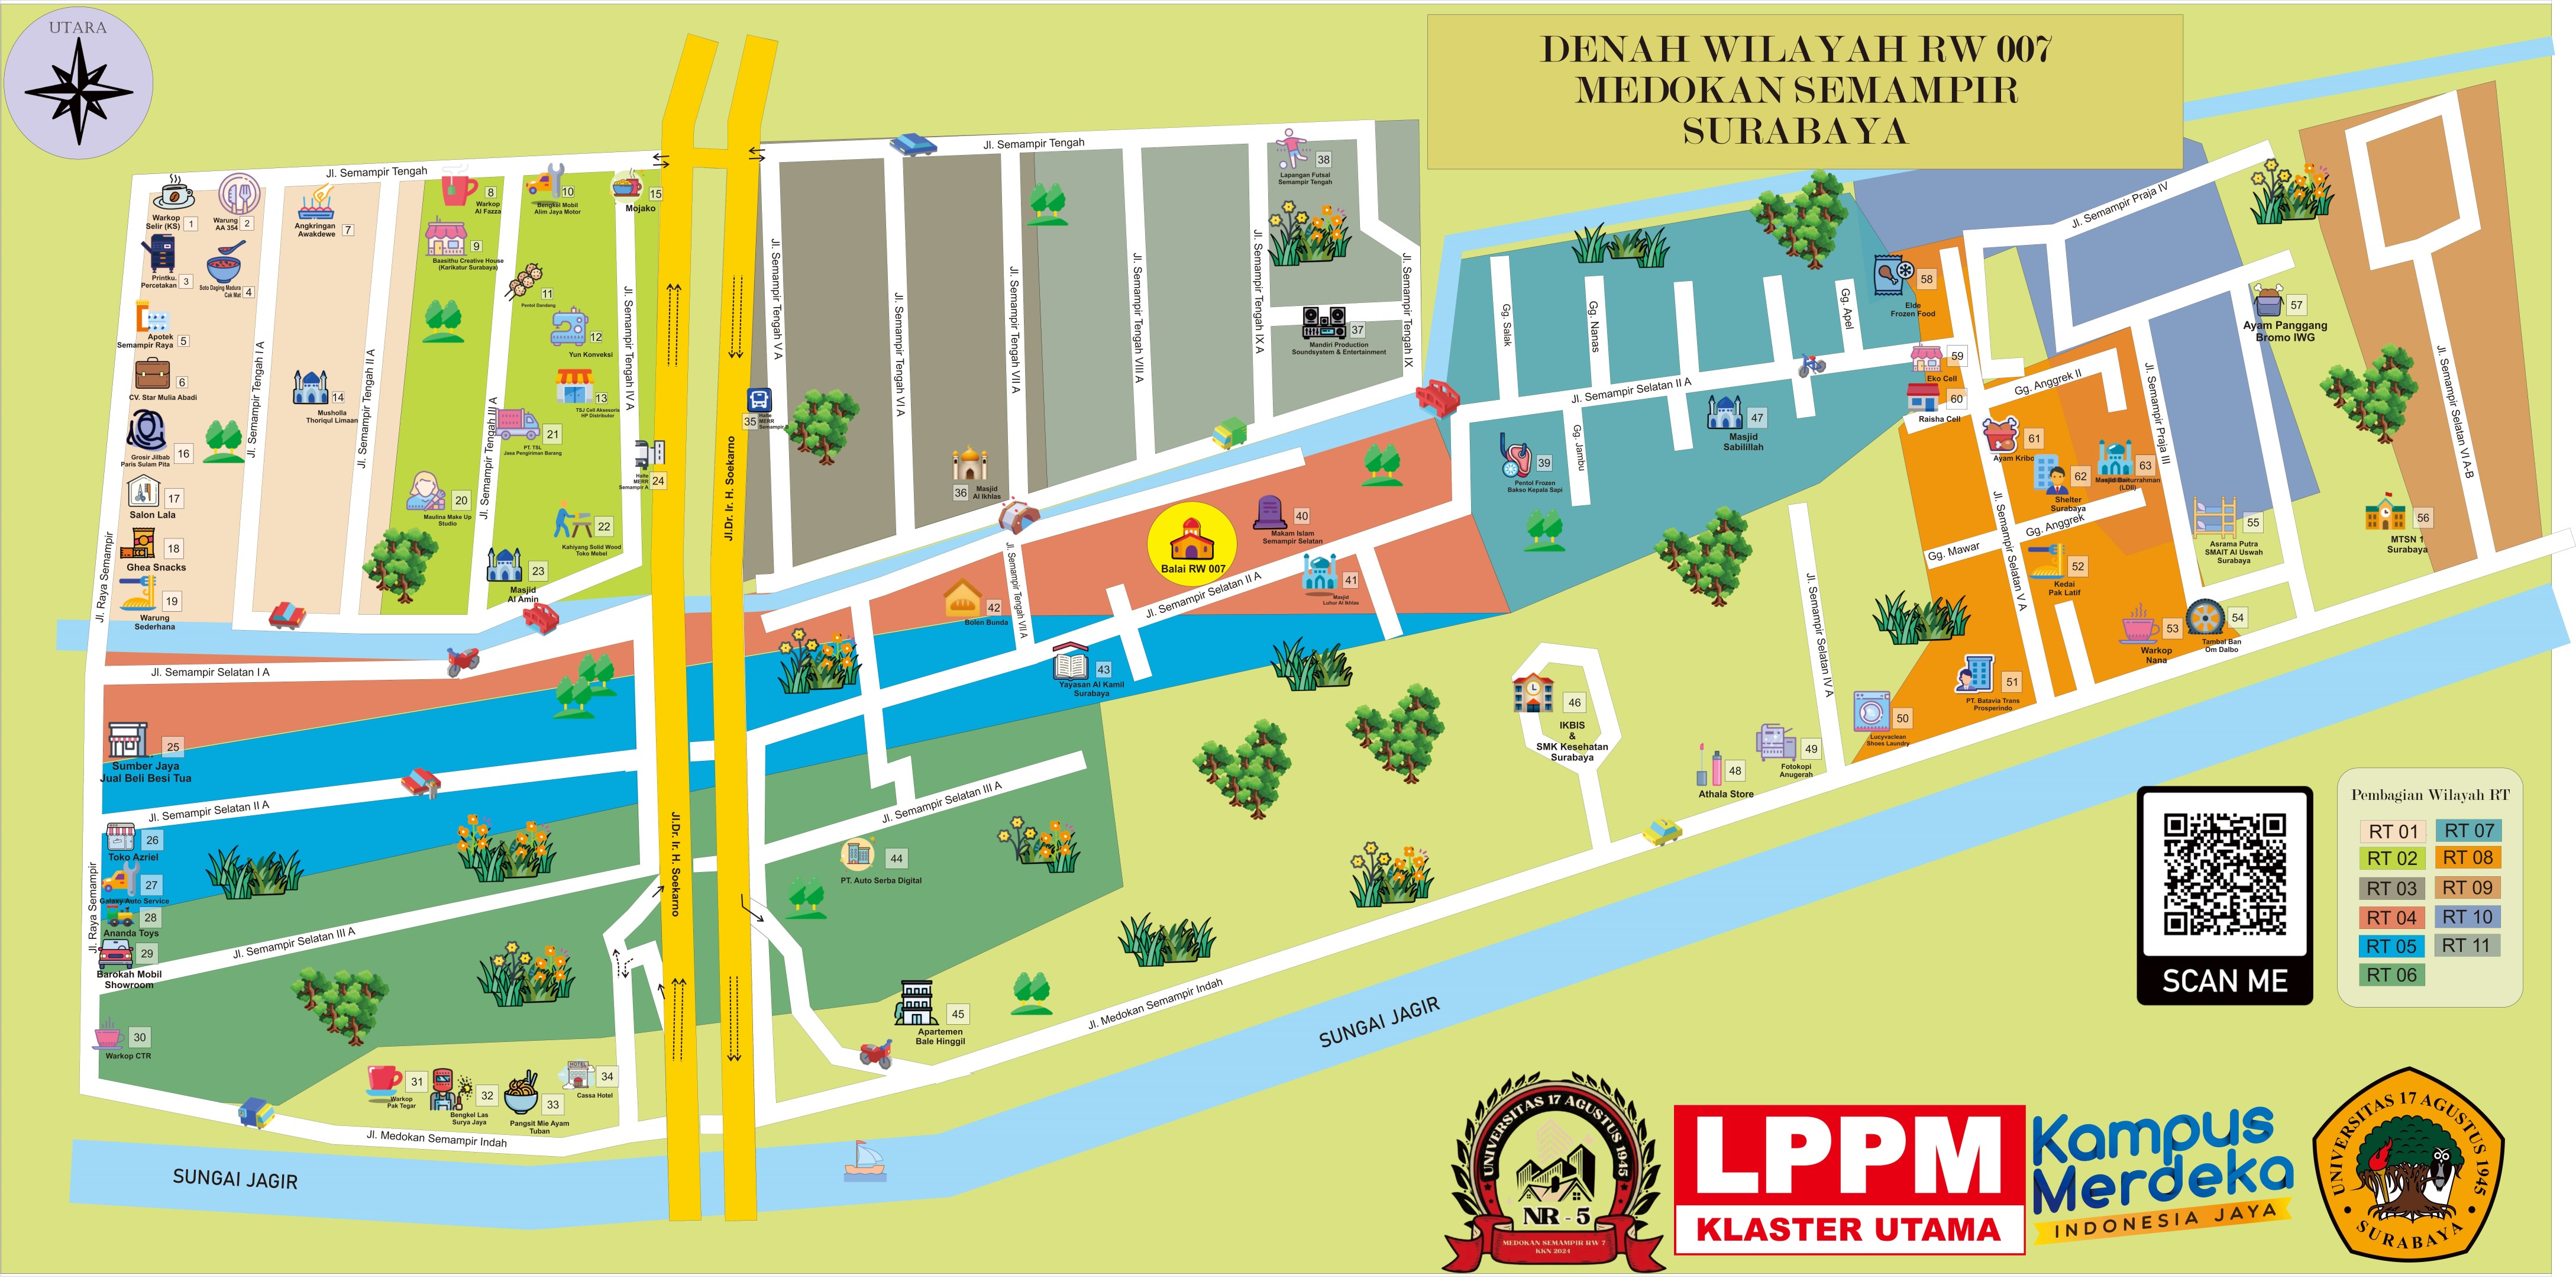 UTARA
DENAH WILAYAH RW 007
MEDOKAN SEMAMPIR
SURABAYA
Jl. Semampir Tengah
Jl. Semampir Tengah
Warkop
Selir (KS) 1
Warung
AA 354 2
Printku.
Percetakan 3
Soto Daging Madura
Cak Mat 4
Apotek
Semampir Raya 5
6
CV. Star Mulia Abadi
Angkringan
Awakdewe 7
8
Warkop
Al Fazza
9
Baasithu Creative House
(Karikatur Surabaya)
10
Bengkel Mobil
Alim Jaya Motor
11
Pentol Dandang
12
Yun Konveksi
13
TSJ Cell Aksesoris
HP Distributor
14
Musholla
Thoriqul Limaan
15
Mojako
16
Grosir Jilbab
Paris Sulam Pita
17
Salon Lala
18
Ghea Snacks
19
Warung
Sederhana
20
Maulina Make Up
Studio
21
PT. TSL
Jasa Pengiriman Barang
22
Kahiyang Solid Wood
Toko Mebel
23
Masjid
Al Amin
24
Halte
MERR
Semampir A
Jl. Raya Semampir
Jl. Semampir Tengah I A
Jl. Semampir Tengah II A
Jl. Semampir Tengah III A
Jl. Semampir Tengah IV A
Jl. Semampir Tengah V A
Jl. Semampir Tengah VI A
Jl. Semampir Tengah VII A
Jl. Semampir Tengah VIII A
Jl. Semampir Tengah IX A
Jl. Semampir Tengah IX
Jl.Dr. Ir. H. Soekarno
35
Halte
MERR
36
Masjid
Al Ikhlas
37
Mandiri Production
Soundsystem & Entertainment
38
Lapangan Futsal
Semampir Tengah
Jl. Semampir Selatan I A
25
Sumber Jaya
Jual Beli Besi Tua
Jl. Semampir Selatan II A
26
Toko Azriel
27
Galaxy Auto Service
28
Ananda Toys
29
Barokah Mobil
Showroom
Jl. Raya Semampir
Jl. Semampir Selatan III A
30
Warkop CTR
31
Warkop
Pak Tegar
32
Bengkel Las
Surya Jaya
33
Pangsit Mie Ayam
Tuban
34
Cassa Hotel
Jl. Medokan Semampir Indah
SUNGAI JAGIR
Jl.Dr. Ir. H. Soekarno
Balai RW 007
40
Makam Islam
Semampir Selatan
41
Masjid
Luhur Al Ikhlas
42
Bolen Bunda
Jl. Semampir Tengah VII A
Jl. Semampir Selatan II A
43
Yayasan Al Kamil
Surabaya
Jl. Semampir Selatan III A
44
PT. Auto Serba Digital
45
Apartemen
Bale Hinggil
Jl. Medokan Semampir Indah
SUNGAI JAGIR
Gg. Salak
Gg. Nanas
Gg. Apel
Gg. Jambu
Jl. Semampir Selatan II A
39
Pentol Frozen
Bakso Kepala Sapi
47
Masjid
Sabilillah
46
IKBIS
&
SMK Kesehatan
Surabaya
Jl. Semampir Selatan IV A
48
Athala Store
49
Fotokopi
Anugerah
50
Lucyvaclean
Shoes Laundry
51
PT. Batavia Trans
Prosperindo
52
Kedai
Pak Latif
53
Warkop
Nana
54
Tambal Ban
Om Dalbo
55
Asrama Putra
SMAIT Al Uswah
Surabaya
56
MTSN 1
Surabaya
57
Ayam Panggang
Bromo IWG
58
Elde
Frozen Food
59
Eko Cell
60
Raisha Cell
61
Ayam Kribo
62
Shelter
Surabaya
63
(LDII)
Gg. Anggrek II
Gg. Anggrek
Gg. Mawar
Jl. Semampir Selatan V A
Jl. Semampir Praja III
Jl. Semampir Praja IV
Jl. Semampir Selatan VI A-B
SCAN ME
Pembagian Wilayah RT
RT 01 RT 07
RT 02 RT 08
RT 03 RT 09
RT 04 RT 10
RT 05 RT 11
RT 06
UNIVERSITAS 17 AGUSTUS 1945
NR - 5
MEDOKAN SEMAMPIR RW 7
KKN 2024
LPPM
KLASTER UTAMA
Kampus
Merdeka
INDONESIA JAYA
UNIVERSITAS 17 AGUSTUS 1945
SURABAYA